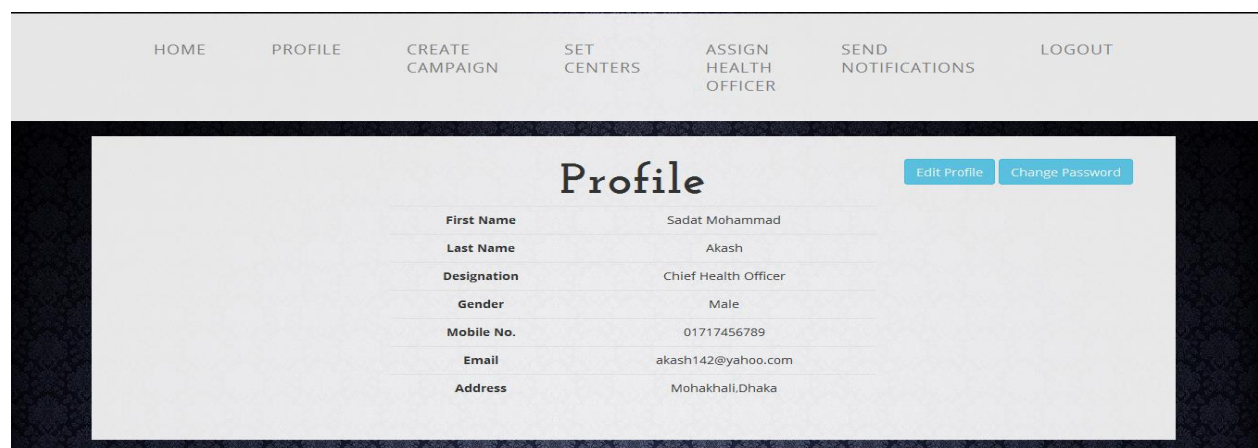 HOME PROFILE CREATE CAMPAIGN SET CENTERS ASSIGN HEALTH OFFICER SEND NOTIFICATIONS LOGOUT
Profile
Edit Profile Change Password
First Name Sadat Mohammad
Last Name Akash
Designation Chief Health Officer
Gender Male
Mobile No. 01717456789
Email akash142@yahoo.com
Address Mohakhali,Dhaka